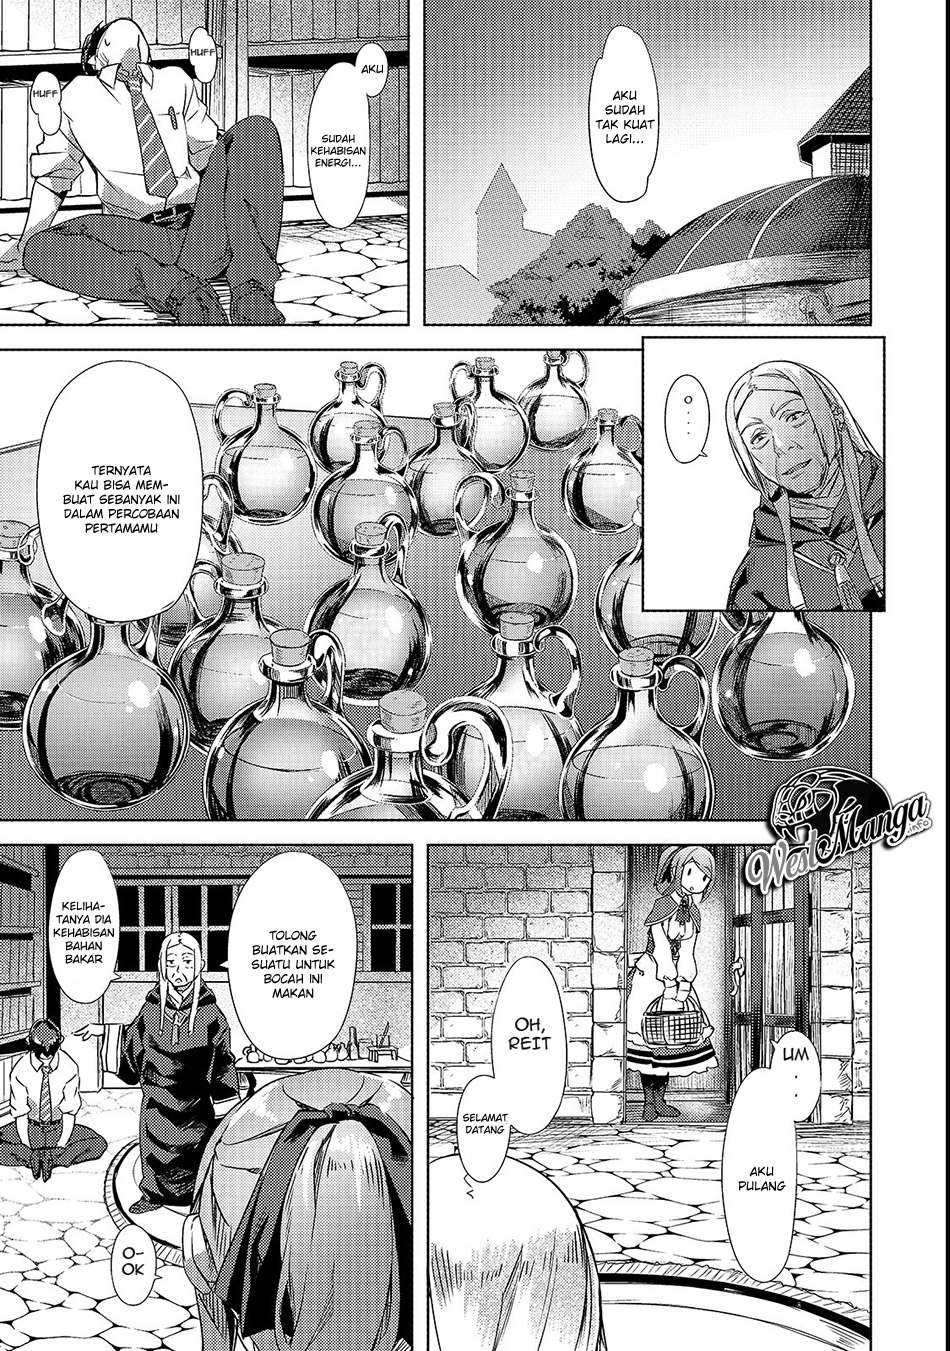 AKU
SUDAH
TAK KUAT
LAGI...
AKU
SUDAH
KEHABISAN
ENERGI...
HUFF
HUFF
O...
TERNYATA
KAU BISA MEM-
BUAT SEBANYAK INI
DALAM PERCOBAAN
PERTAMAMU
WestManga
.info
UM...
AKU
PULANG
OH,
REIT
SELAMAT
DATANG
TOLONG
BUATKAN SE-
SUATU UNTUK
BOCAH INI
MAKAN
KELIHA-
TANYA DIA
KEHABISAN
BAHAN
BAKAR
O-
OK